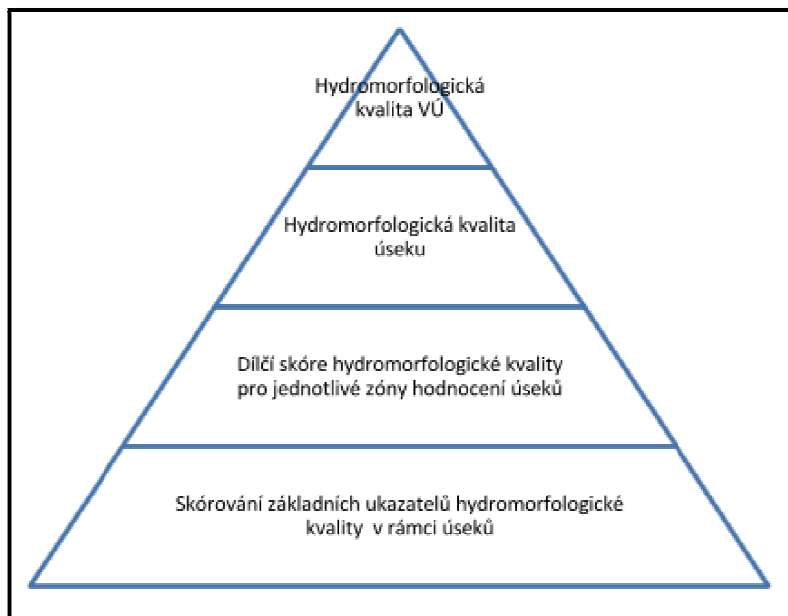 Hydromorfologická
kvalita VÚ
Hydromorfologická kvalita
úseku
Dílčí skóre hydromorfologické kvality
pro jednotlivé zóny hodnocení úseků
Skórování základních ukazatelů hydromorfologické
kvality  v rámci úseků